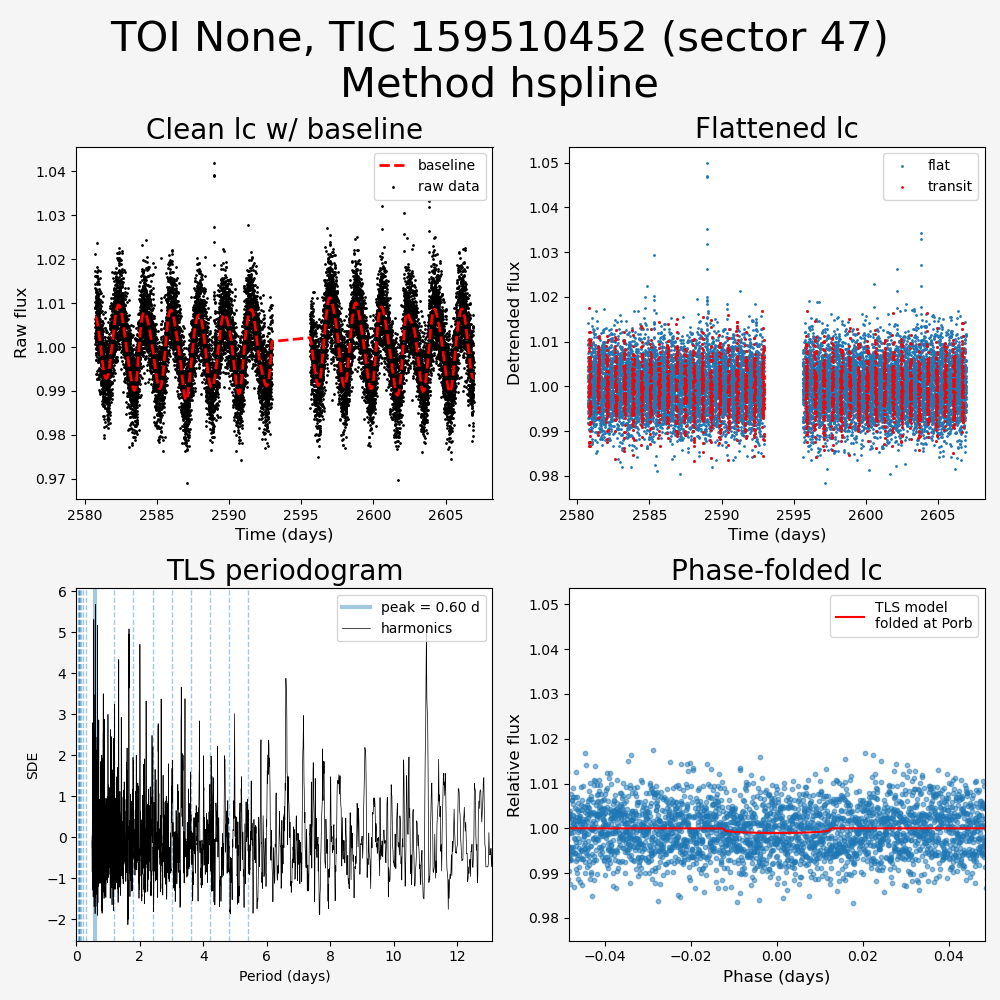 TOI None, TIC 159510452 (sector 47)
Method hspline
Clean lc w/ baseline
Flattened lc
baseline
raw data
flat
transit
1.04
1.03
1.02
1.01
1.00
0.99
0.98
0.97
Raw flux
2580
2585
2590
2595
2600
2605
Time (days)
1.05
1.04
1.03
1.02
1.01
1.00
0.99
0.98
Detrended flux
2580
2585
2590
2595
2600
2605
Time (days)
TLS periodogram
Phase-folded lc
peak = 0.60 d
harmonics
6
5
4
3
2
1
0
−1
−2
SDE
0
2
4
6
8
10
12
Period (days)
TLS model
folded at Porb
1.05
1.04
1.03
1.02
1.01
1.00
0.99
0.98
Relative flux
−0.04
−0.02
0.00
0.02
0.04
Phase (days)